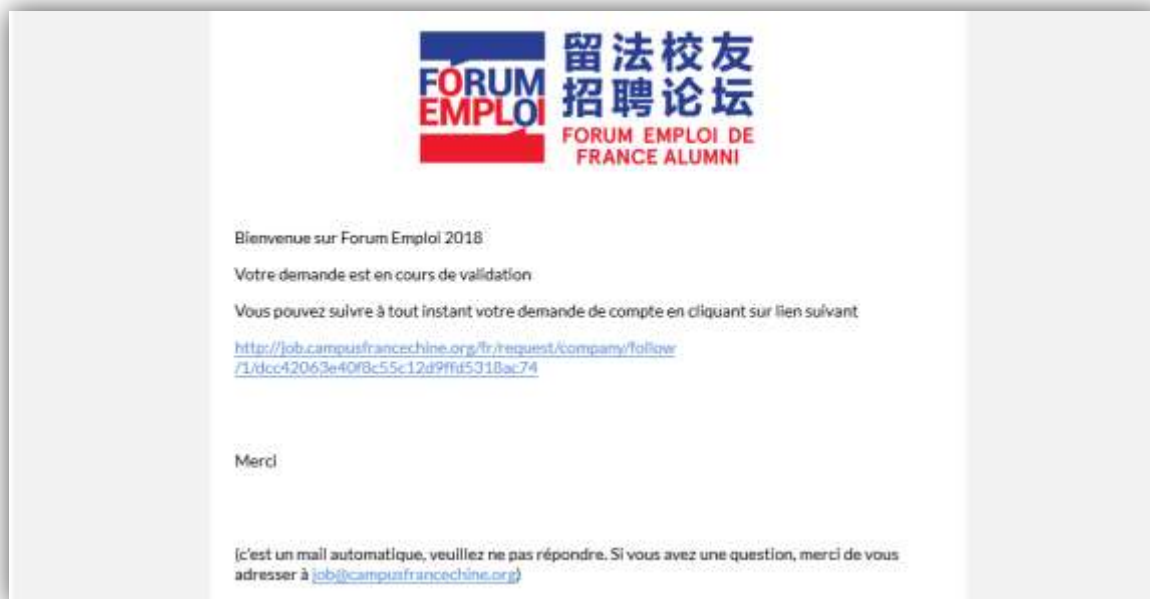 FORUM
EMPLOI
留法校友
招聘论坛
FORUM EMPLOI DE
FRANCE ALUMNI
Bienvenue sur Forum Emploi 2018
Votre demande est en cours de validation
Vous pouvez suivre à tout instant votre demande de compte en cliquant sur lien suivant
http://job.campusfrancechine.org/fr/request/company/follow
/1/dcc42063e40f8c55c12d9ffd5318ac74
Merci
(c'est un mail automatique, veuillez ne pas répondre. Si vous avez une question, merci de vous
adresser à job@campusfrancechine.org)